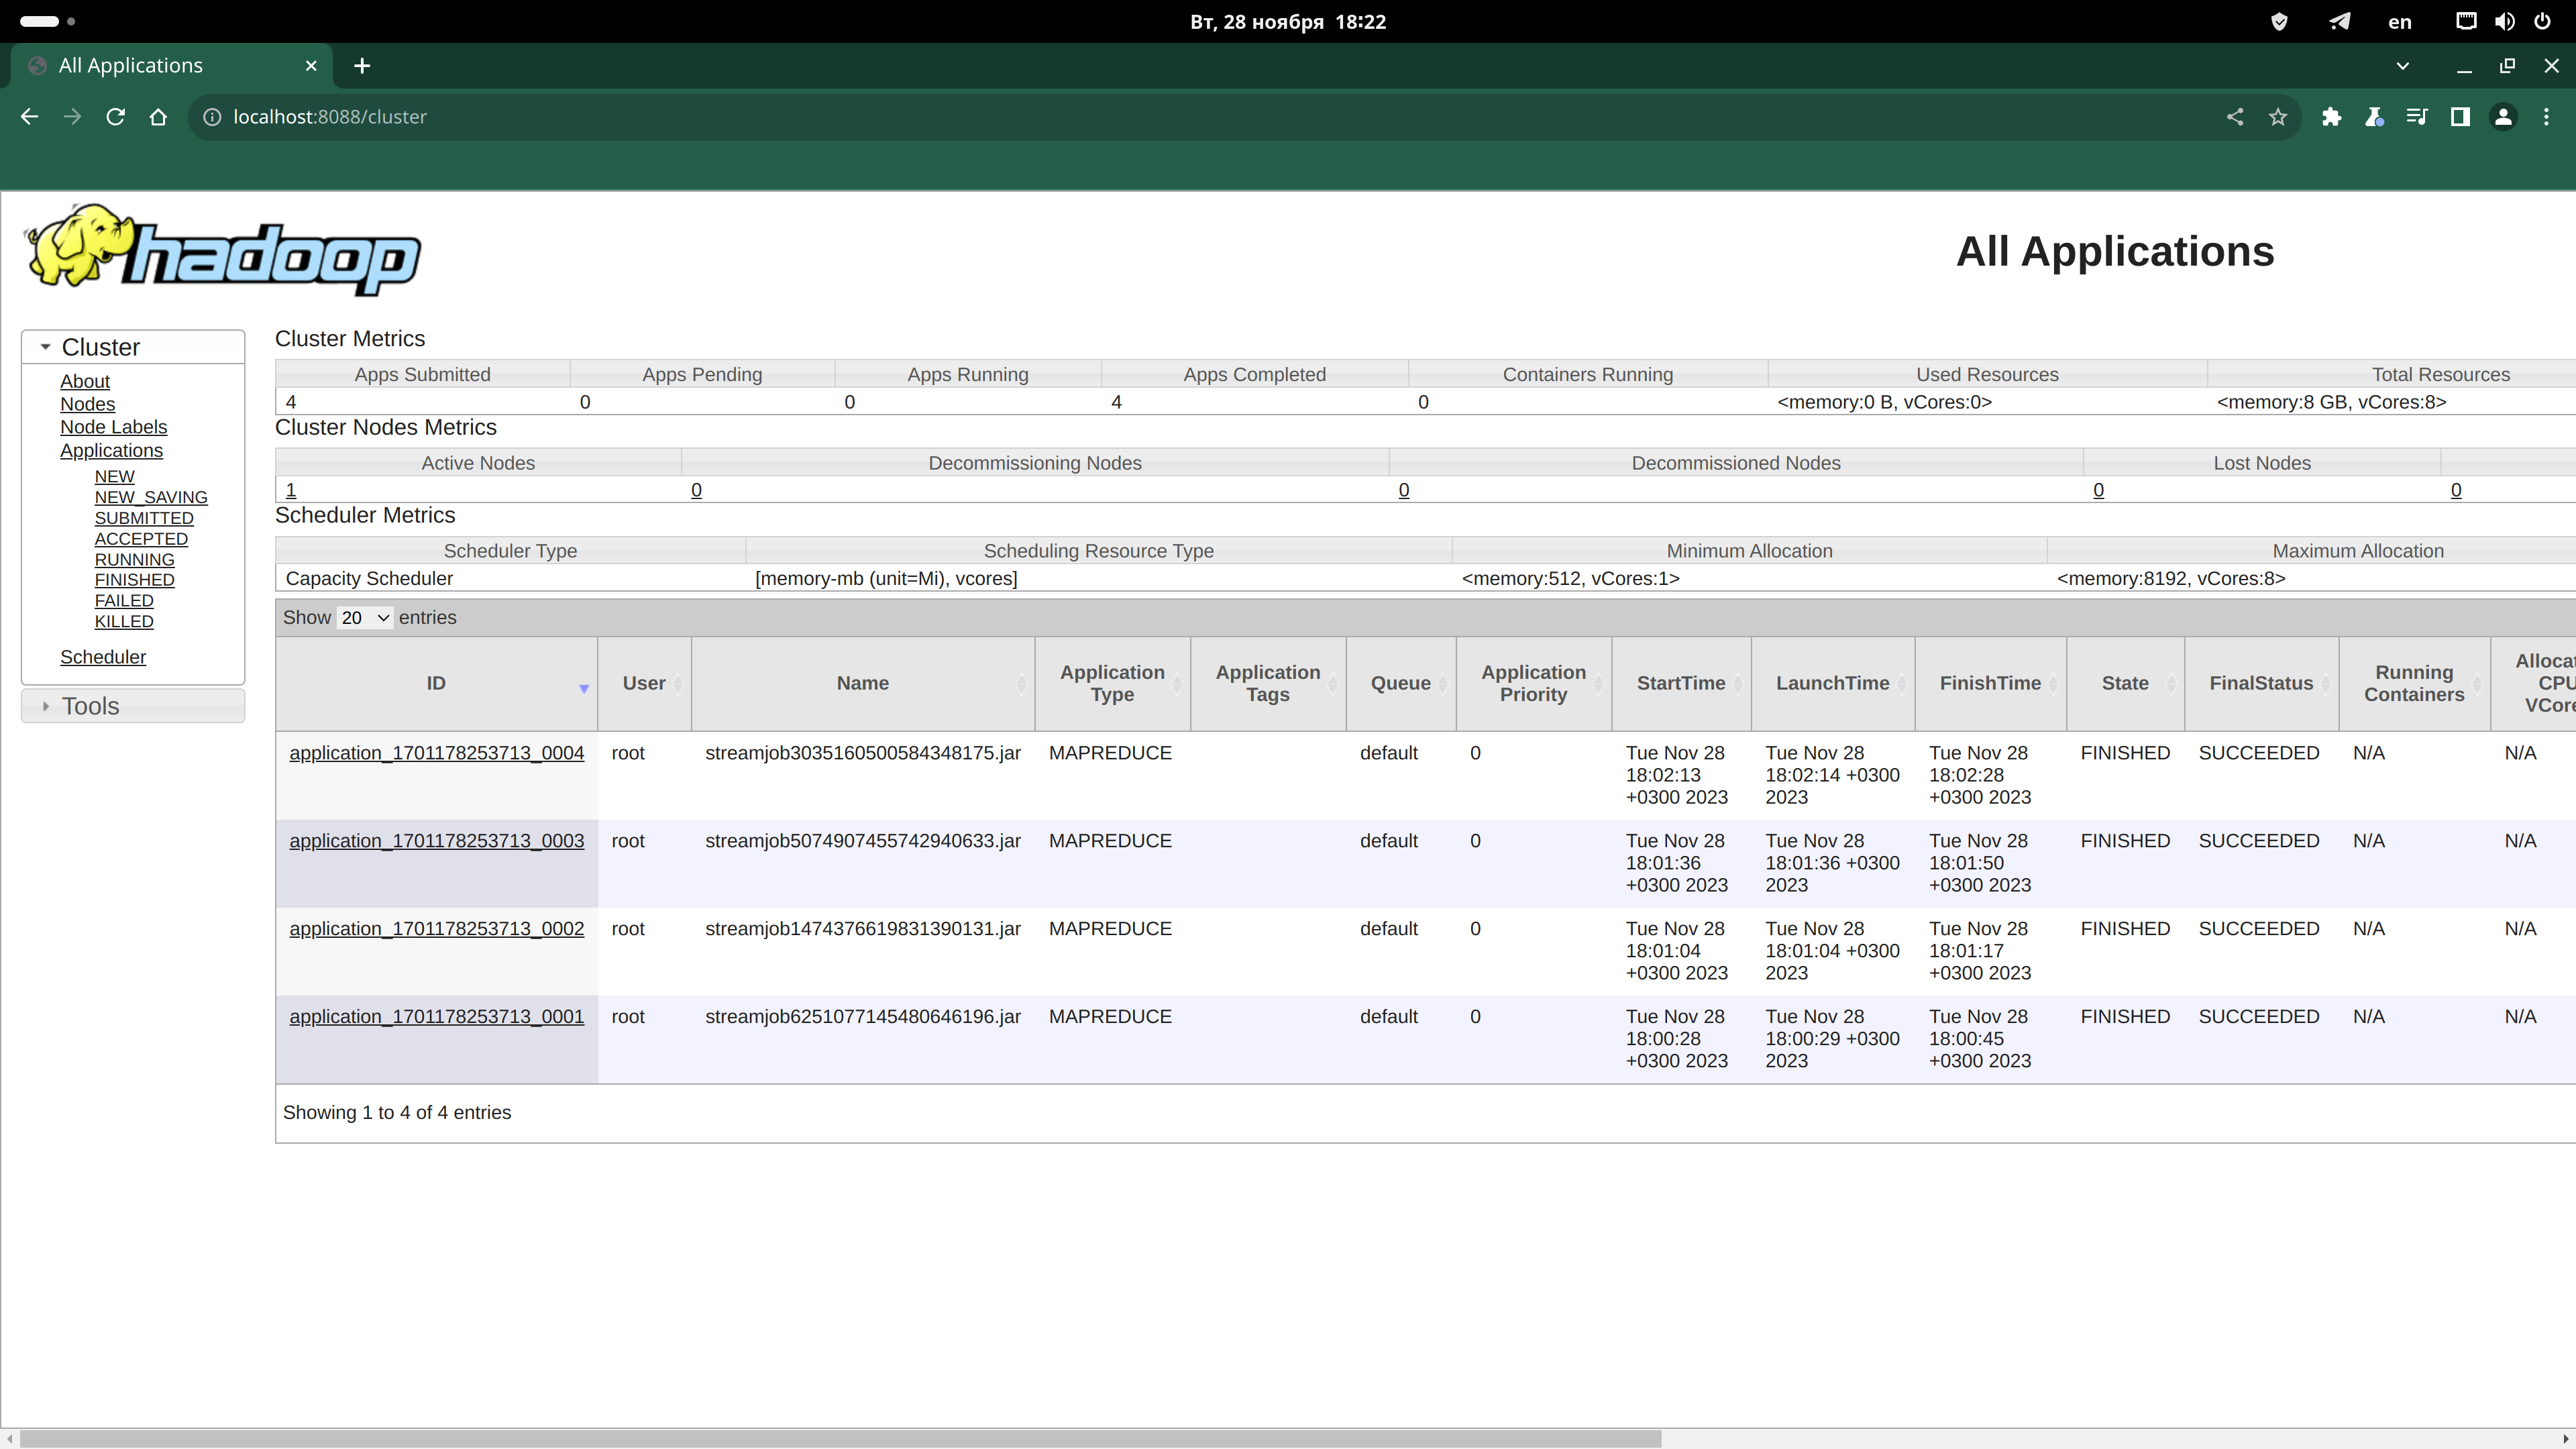 Вт, 28 ноября 18:22
en
All Applications
localhost:8088/cluster
hadoop
All Applications
Cluster
About
Nodes
Node Labels
Applications
NEW
NEW_SAVING
SUBMITTED
ACCEPTED
RUNNING
FINISHED
FAILED
KILLED
Scheduler
Tools
Cluster Metrics
Apps Submitted Apps Pending Apps Running Apps Completed Containers Running Used Resources Total Resources
4 0 0 4 0 <memory:0 B, vCores:0> <memory:8 GB, vCores:8>
Cluster Nodes Metrics
Active Nodes Decommissioning Nodes Decommissioned Nodes Lost Nodes
1 0 0 0 0
Scheduler Metrics
Scheduler Type Scheduling Resource Type Minimum Allocation Maximum Allocation
Capacity Scheduler [memory-mb (unit=Mi), vcores] <memory:512, vCores:1> <memory:8192, vCores:8>
Show 20 entries
ID User Name Application Type Application Tags Queue Application Priority StartTime LaunchTime FinishTime State FinalStatus Running Containers CPU
application_1701178253713_0004 root streamjob3035160500584348175.jar MAPREDUCE default 0 Tue Nov 28 18:02:13 +0300 2023 Tue Nov 28 18:02:14 +0300 2023 Tue Nov 28 18:02:28 +0300 2023 FINISHED SUCCEEDED N/A N/A
application_1701178253713_0003 root streamjob5074907455742940633.jar MAPREDUCE default 0 Tue Nov 28 18:01:36 +0300 2023 Tue Nov 28 18:01:36 +0300 2023 Tue Nov 28 18:01:50 +0300 2023 FINISHED SUCCEEDED N/A N/A
application_1701178253713_0002 root streamjob1474376619831390131.jar MAPREDUCE default 0 Tue Nov 28 18:01:04 +0300 2023 Tue Nov 28 18:01:04 +0300 2023 Tue Nov 28 18:01:17 +0300 2023 FINISHED SUCCEEDED N/A N/A
application_1701178253713_0001 root streamjob6251077145480646196.jar MAPREDUCE default 0 Tue Nov 28 18:00:28 +0300 2023 Tue Nov 28 18:00:29 +0300 2023 Tue Nov 28 18:00:45 +0300 2023 FINISHED SUCCEEDED N/A N/A
Showing 1 to 4 of 4 entries